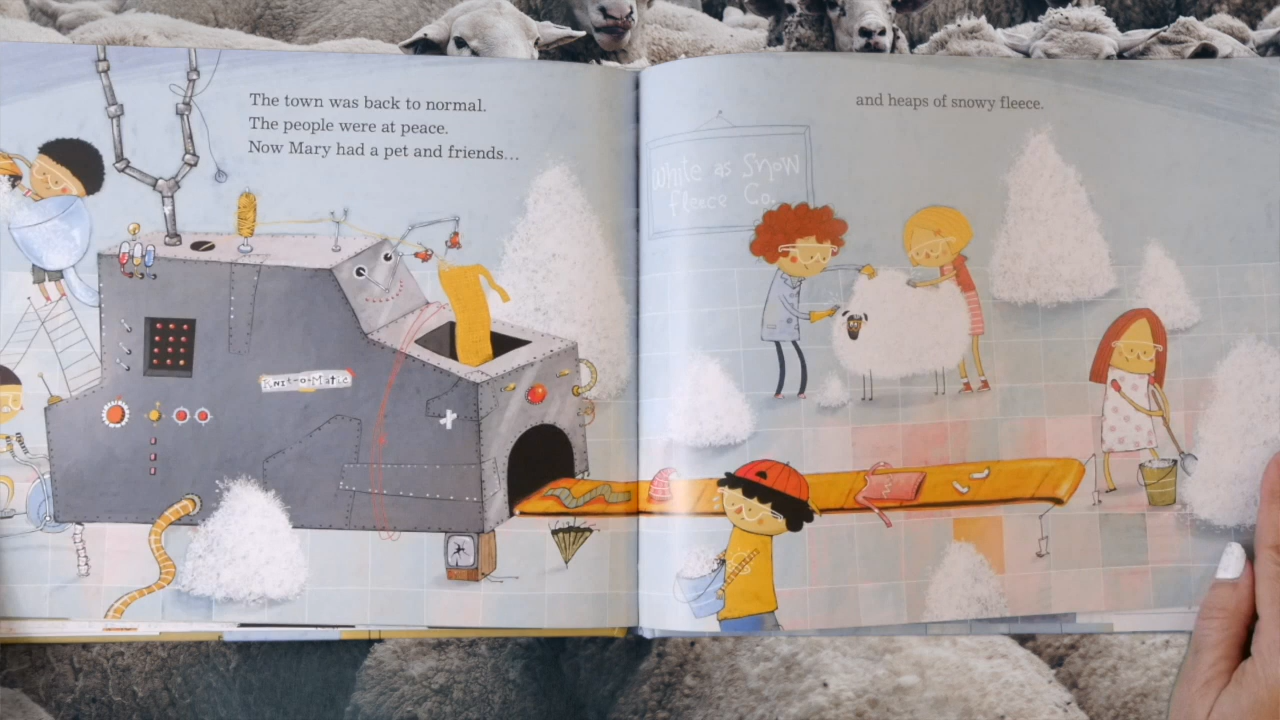 The town was back to normal.
The people were at peace.
Now Mary had a pet and friends...
Knit-o-Matic
and heaps of snowy fleece.
White as Snow
fleece Co.